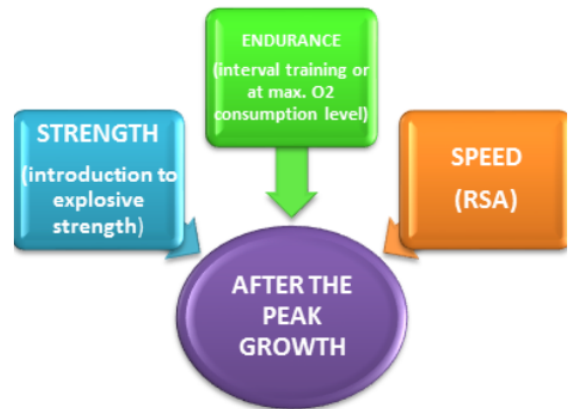 ENDURANCE
(interval training or
at max. O2
consumption level)
STRENGTH
(introduction to
explosive
strength)
SPEED
(RSA)
AFTER THE
PEAK
GROWTH